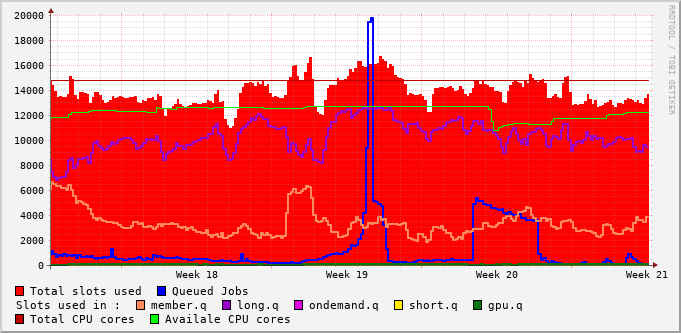 20000
18000
16000
14000
12000
10000
8000
6000
4000
2000
0
Week 18 Week 19 Week 20 Week 21
RRDTOOL / TOBI OETIKER
Total slots used Queued Jobs
Slots used in : member.q long.q ondemand.q short.q gpu.q
Total CPU cores Availale CPU cores